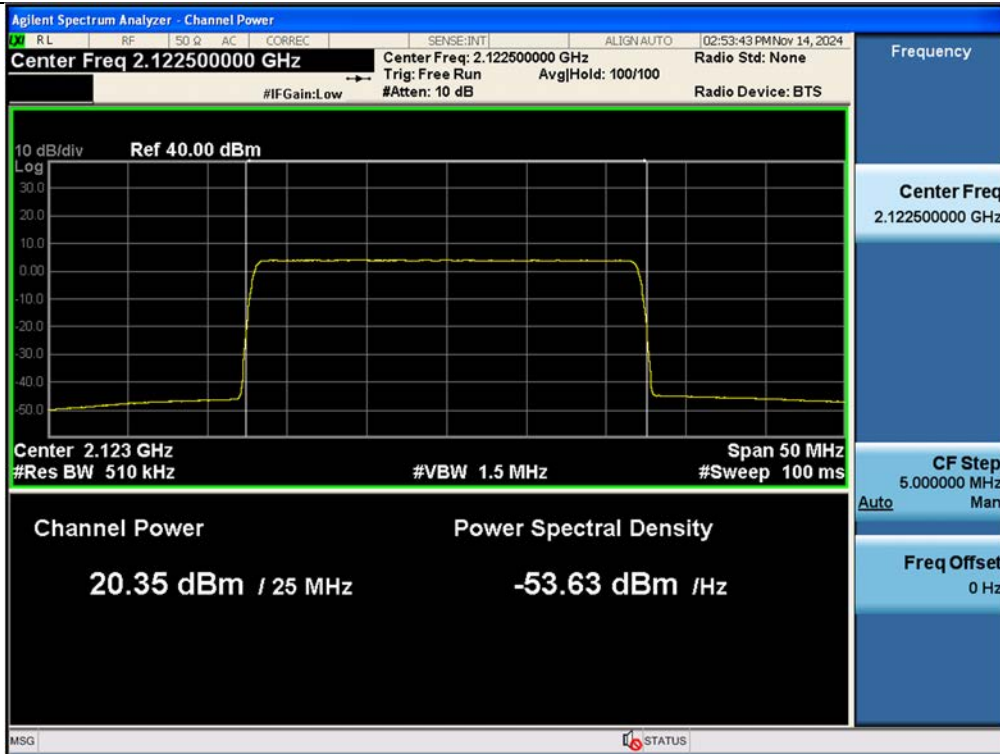 Agilent Spectrum Analyzer - Channel Power
LXI RL RF 50 Ω AC CORREC SENSE:INT ALIGN AUTO 02:53:43 PM Nov 14, 2024
Center Freq 2.122500000 GHz
Center Freq: 2.122500000 GHz
Radio Std: None
Trig: Free Run Avg|Hold: 100/100
#IFGain:Low #Atten: 10 dB
Radio Device: BTS
10 dB/div Ref 40.00 dBm
Log
30.0
20.0
10.0
0.00
-10.0
-20.0
-30.0
-40.0
-50.0
Center 2.123 GHz Span 50 MHz
#Res BW 510 kHz #VBW 1.5 MHz #Sweep 100 ms
Channel Power Power Spectral Density
20.35 dBm / 25 MHz -53.63 dBm /Hz
Frequency
Center Freq
2.122500000 GHz
CF Step
5.000000 MHz
Auto Man
Freq Offset
0 Hz
MSG STATUS